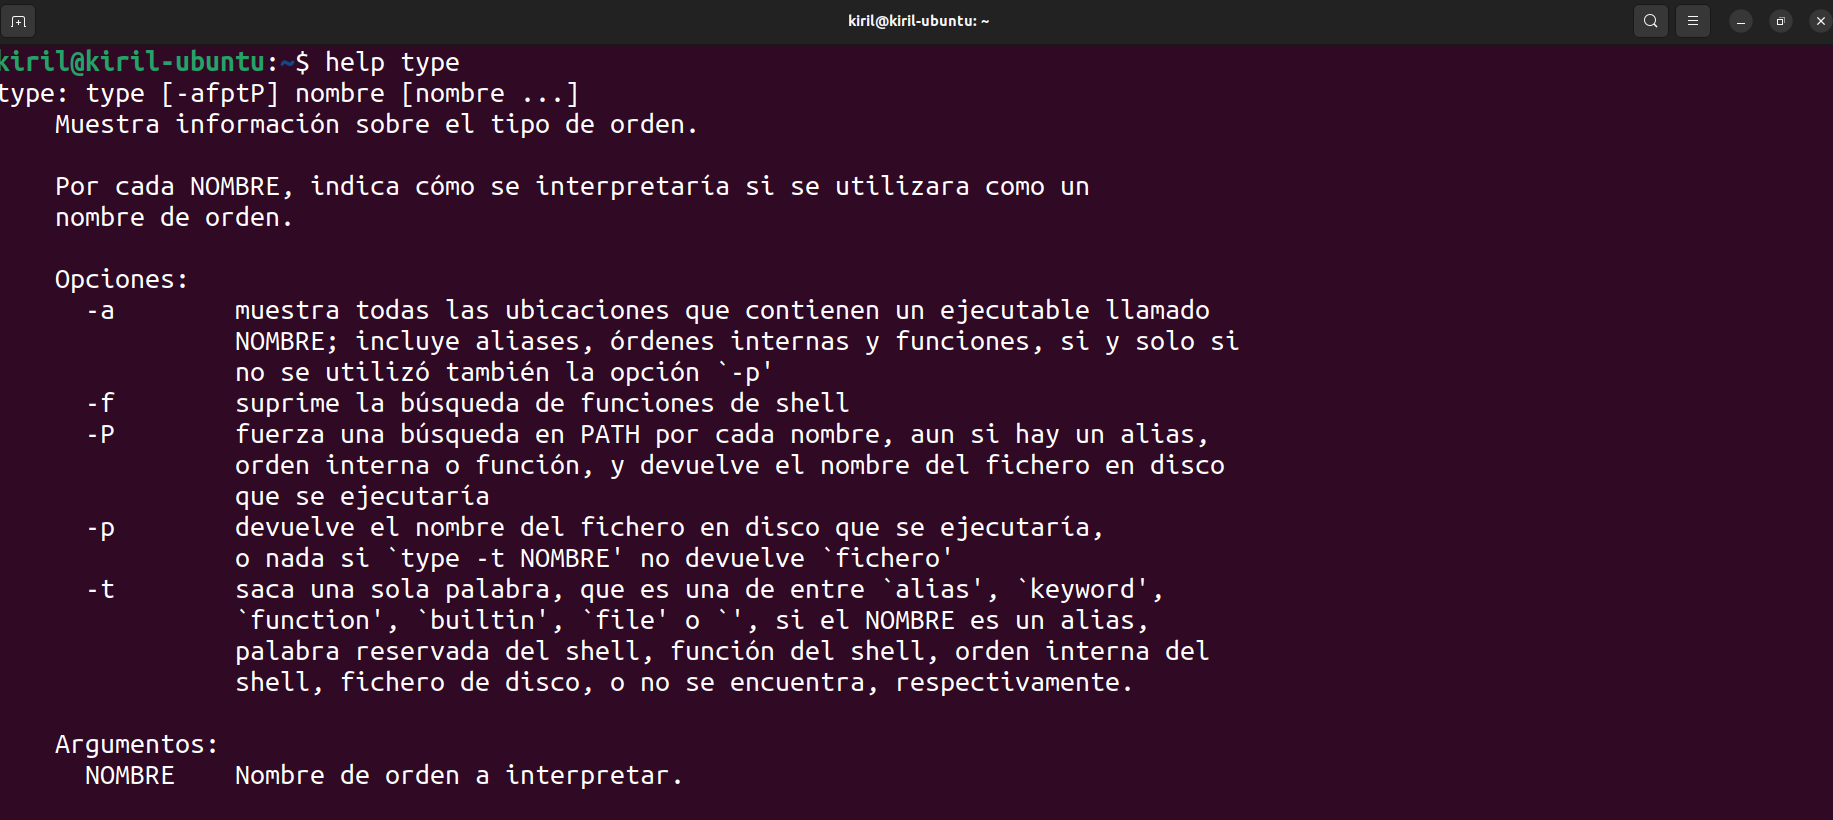 kiril@kiril-ubuntu: ~
kiril@kiril-ubuntu:~$ help type
type: type [-afptP] nombre [nombre ...]
Muestra información sobre el tipo de orden.
Por cada NOMBRE, indica cómo se interpretaría si se utilizara como un
nombre de orden.
Opciones:
-a muestra todas las ubicaciones que contienen un ejecutable llamado
NOMBRE; incluye aliases, órdenes internas y funciones, si y solo si
no se utilizó también la opción `-p'
-f suprime la búsqueda de funciones de shell
-P fuerza una búsqueda en PATH por cada nombre, aun si hay un alias,
orden interna o función, y devuelve el nombre del fichero en disco
que se ejecutaría
-p devuelve el nombre del fichero en disco que se ejecutaría,
o nada si `type -t NOMBRE' no devuelve `fichero'
-t saca una sola palabra, que es una de entre `alias', `keyword',
`function', `builtin', `file' o `', si el NOMBRE es un alias,
palabra reservada del shell, función del shell, orden interna del
shell, fichero de disco, o no se encuentra, respectivamente.
Argumentos:
NOMBRE Nombre de orden a interpretar.